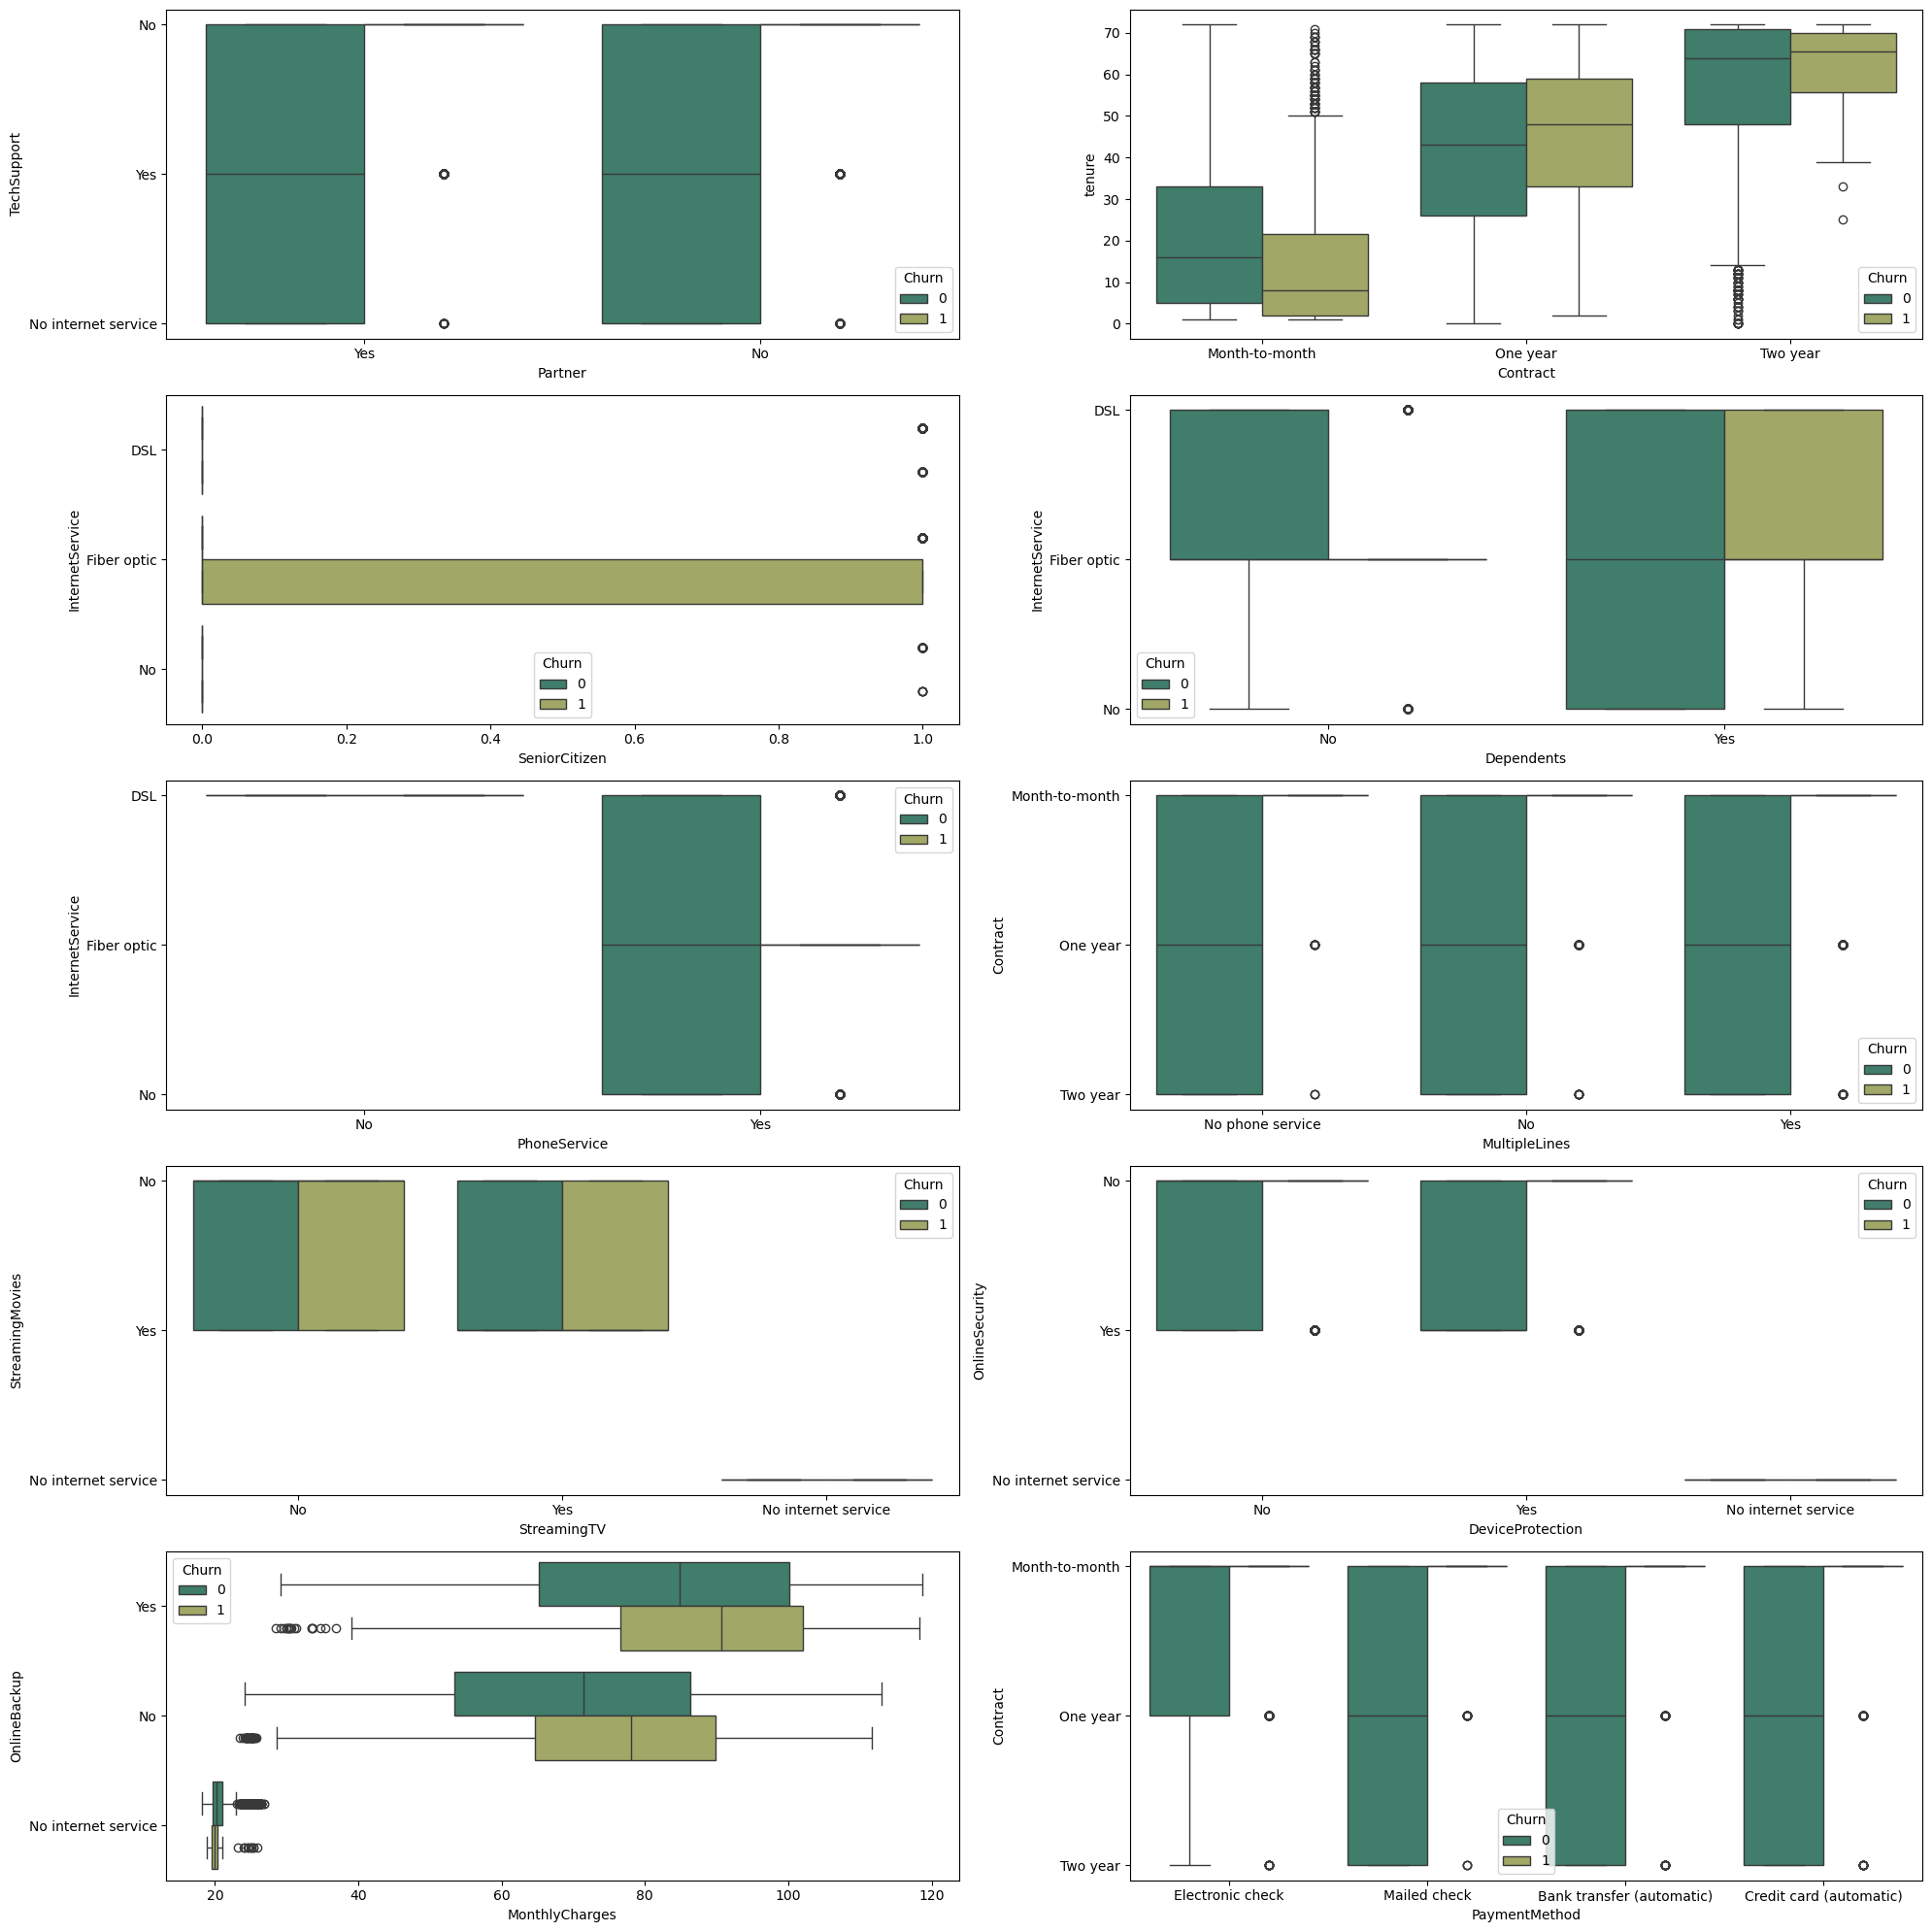 No
Yes
No internet service
TechSupport
Churn
0
1
Yes No
Partner
70
60
50
40
30
20
10
0
tenure
Churn
0
1
Month-to-month One year Two year
Contract
DSL
Fiber optic
No
InternetService
Churn
0
1
0.0 0.2 0.4 0.6 0.8 1.0
SeniorCitizen
DSL
Fiber optic
No
InternetService
Churn
0
1
No Yes
Dependents
DSL
Fiber optic
No
InternetService
Churn
0
1
No Yes
PhoneService
Month-to-month
One year
Two year
Contract
Churn
0
1
No phone service No Yes
MultipleLines
No
Yes
No internet service
StreamingMovies
Churn
0
1
No Yes No internet service
StreamingTV
No
Yes
No internet service
OnlineSecurity
Churn
0
1
No Yes No internet service
DeviceProtection
Churn
0
1
Yes
No
No internet service
OnlineBackup
20 40 60 80 100 120
MonthlyCharges
Month-to-month
One year
Two year
Contract
Churn
0
1
Electronic check Mailed check Bank transfer (automatic) Credit card (automatic)
PaymentMethod